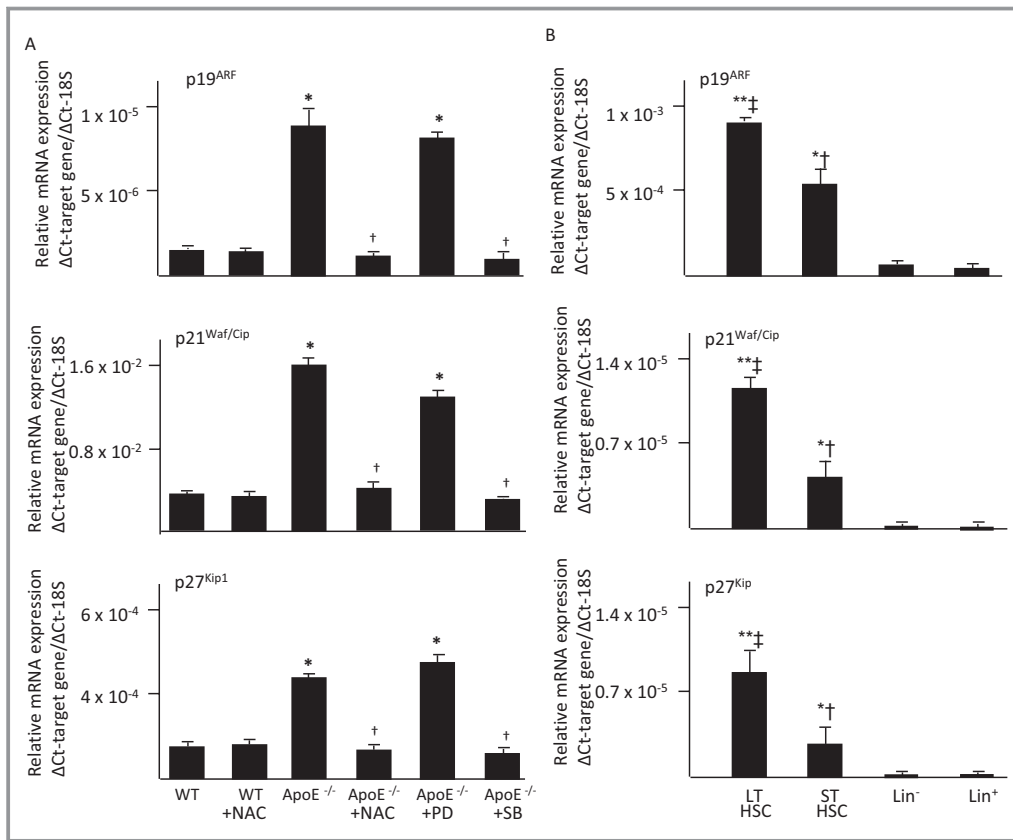 A
p19ARF
Relative mRNA expression
ΔCt-target gene/ΔCt-18S
1 x 10-5
5 x 10-6
*
†
*
†
p21Waf/Cip
Relative mRNA expression
ΔCt-target gene/ΔCt-18S
1.6 x 10-2
0.8 x 10-2
*
†
*
†
p27Kip1
Relative mRNA expression
ΔCt-target gene/ΔCt-18S
6 x 10-4
4 x 10-4
*
†
*
†
WT
WT
+NAC
ApoE -/-
ApoE -/-
+NAC
ApoE -/-
+PD
ApoE -/-
+SB
B
p19ARF
Relative mRNA expression
ΔCt-target gene/ΔCt-18S
1 x 10-3
5 x 10-4
**‡
*†
p21Waf/Cip
Relative mRNA expression
ΔCt-target gene/ΔCt-18S
1.4 x 10-5
0.7 x 10-5
**‡
*†
p27Kip
Relative mRNA expression
ΔCt-target gene/ΔCt-18S
1.4 x 10-5
0.7 x 10-5
**‡
*†
LT
HSC
ST
HSC
Lin-
Lin+